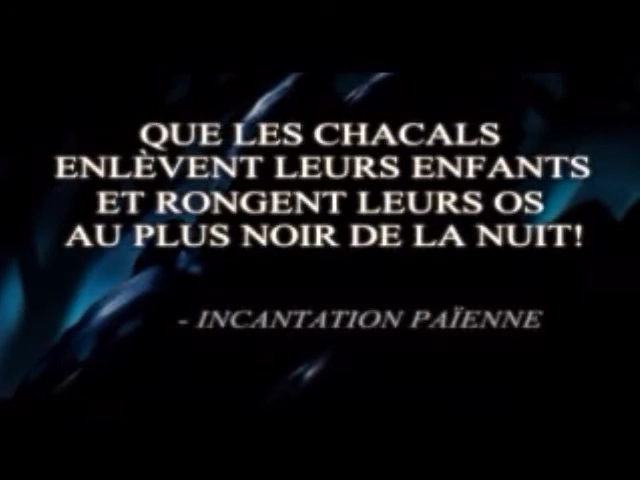 QUE LES CHACALS
ENLÈVENT LEURS ENFANTS
ET RONGENT LEURS OS
AU PLUS NOIR DE LA NUIT!
- INCANTATION PAÏENNE